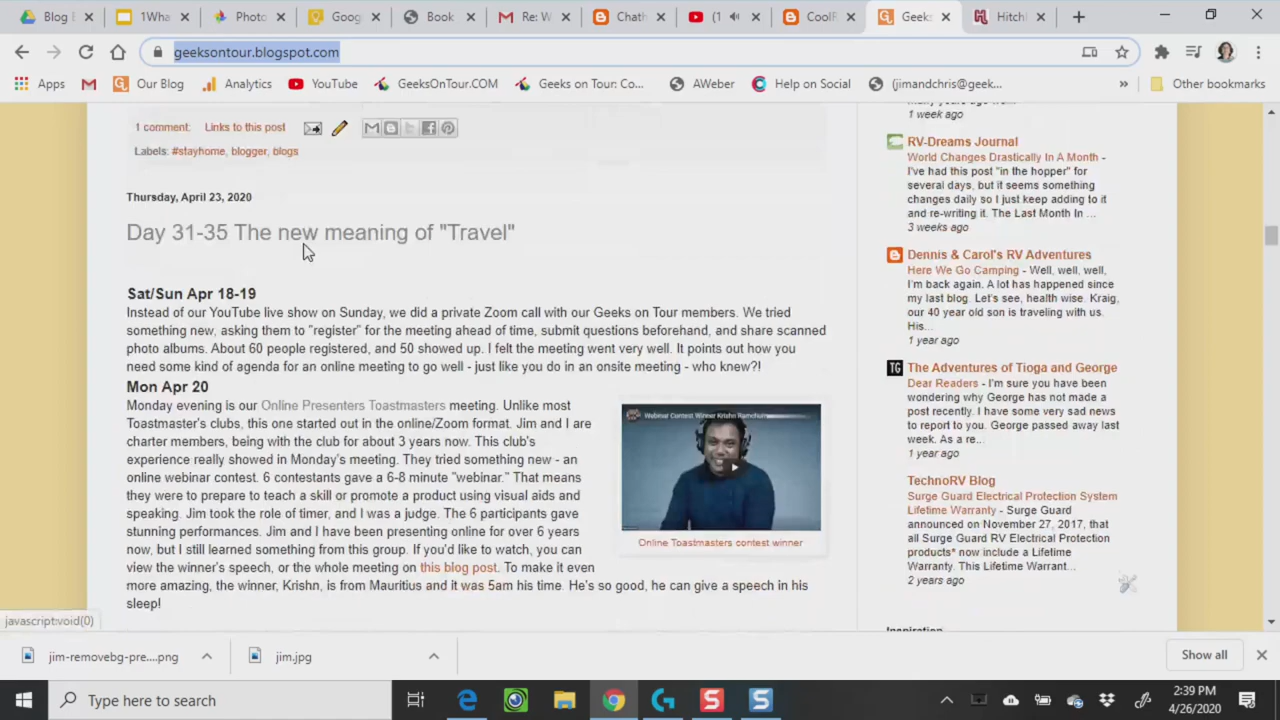 Blog E
1Wha
Photo
Goog
Book
Re: W
Chath
(1)
CoolF
Geeks
Hitchl
geeksontour.blogspot.com
Apps
Our Blog
Analytics
YouTube
GeeksOnTour.COM
Geeks on Tour: Co...
AWeber
Help on Social
(jimandchris@geek...
»
Other bookmarks
1 comment:
Links to this post
Labels: #stayhome, blogger, blogs
Thursday, April 23, 2020
Day 31-35 The new meaning of "Travel"
Sat/Sun Apr 18-19
Instead of our YouTube live show on Sunday, we did a private Zoom call with our Geeks on Tour members. We tried
something new, asking them to "register" for the meeting ahead of time, submit questions beforehand, and share scanned
photo albums. About 60 people registered, and 50 showed up. I felt the meeting went very well. It points out how you
need some kind of agenda for an online meeting to go well - just like you do in an onsite meeting - who knew?!
Mon Apr 20
Monday evening is our Online Presenters Toastmasters meeting. Unlike most
Toastmaster's clubs, this one started out in the online/Zoom format. Jim and I are
charter members, being with the club for about 3 years now. This club's
experience really showed in Monday's meeting. They tried something new - an
online webinar contest. 6 contestants gave a 6-8 minute "webinar." That means
they were to prepare to teach a skill or promote a product using visual aids and
speaking. Jim took the role of timer, and I was a judge. The 6 participants gave
stunning performances. Jim and I have been presenting online for over 6 years
now, but I still learned something from this group. If you'd like to watch, you can
view the winner's speech, or the whole meeting on this blog post. To make it even
more amazing, the winner, Krishn, is from Mauritius and it was 5am his time. He's so good, he can give a speech in his
sleep!
Webinar Contest Winner Krishn Ramchurn
Online Toastmasters contest winner
1 week ago
RV-Dreams Journal
World Changes Drastically In A Month -
I've had this post "in the hopper" for
several days, but it seems something
changes daily so I just keep adding to it
and re-writing it. The Last Month In ...
3 weeks ago
Dennis & Carol's RV Adventures
Here We Go Camping - Well, well, well,
I'm back again. A lot has happened since
my last blog. Let's see, health wise. Kraig,
our 40 year old son is traveling with us.
His...
1 year ago
TG
The Adventures of Tioga and George
Dear Readers - I'm sure you have been
wondering why George has not made a
post recently. I have some very sad news
to report to you. George passed away last
week. As a re...
1 year ago
TechnoRV Blog
Surge Guard Electrical Protection System
Lifetime Warranty - Surge Guard
announced on November 27, 2017, that
all Surge Guard RV Electrical Protection
products* now include a Lifetime
Warranty. This Lifetime Warrant...
2 years ago
Inspiration
javascript:void(0)
jim-removebg-pre....png
jim.jpg
Show all
Type here to search
2:39 PM
4/26/2020